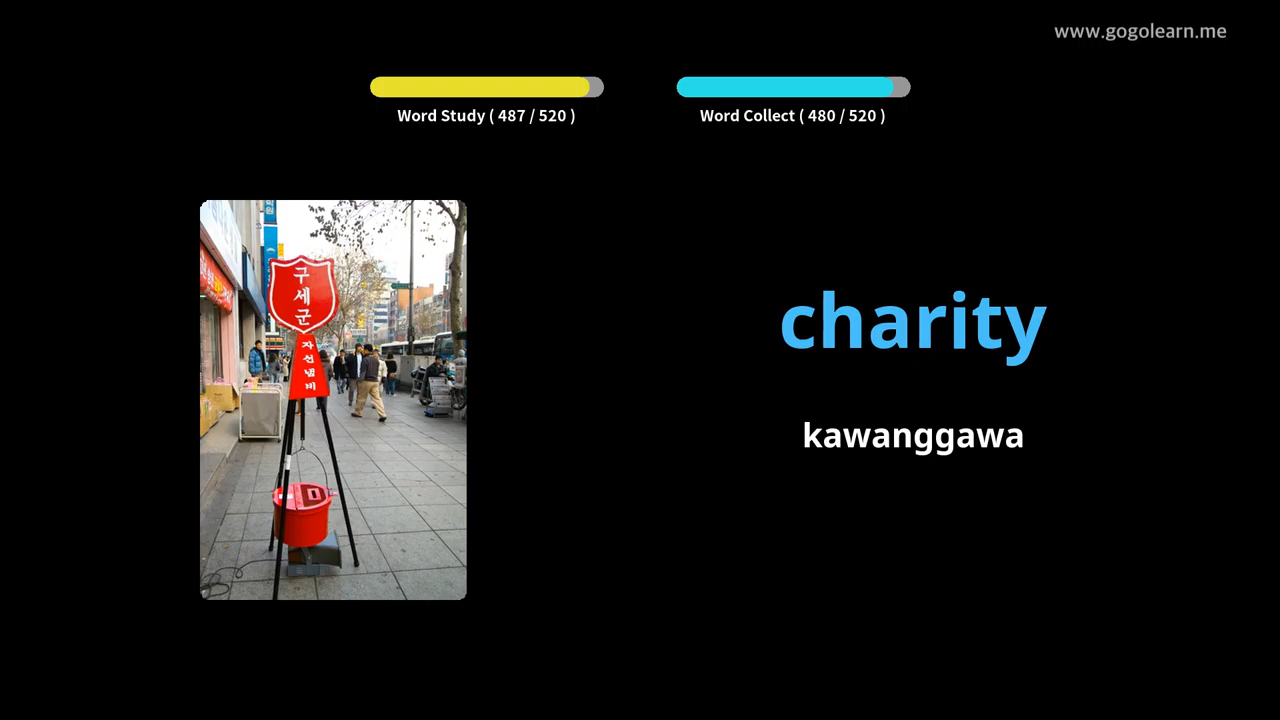 www.gogolearn.me
Word Study ( 487 / 520 )
Word Collect ( 480 / 520 )
구
세
군
자
선
냄
비
charity
kawanggawa